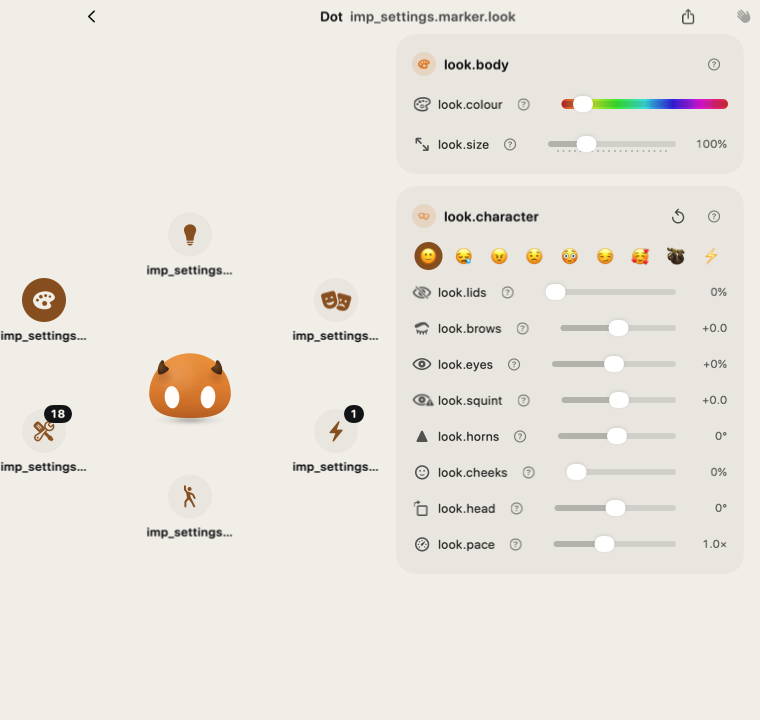 Dot imp_settings.marker.look
look.body
look.colour
look.size 100%
look.character
look.lids 0%
look.brows +0.0
look.eyes +0%
look.squint +0.0
look.horns 0°
look.cheeks 0%
look.head 0°
look.pace 1.0×
imp_settings...
imp_settings...
imp_settings...
18
1
imp_settings...
imp_settings...
imp_settings...